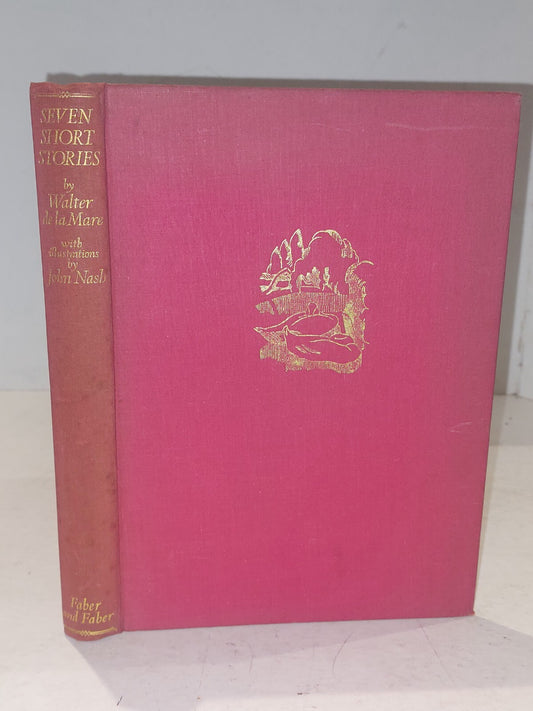 SEVEN
SHORT
STORIES
by
Walter
de la Mare
with
illustrations
by
John Nash
Faber
and Faber